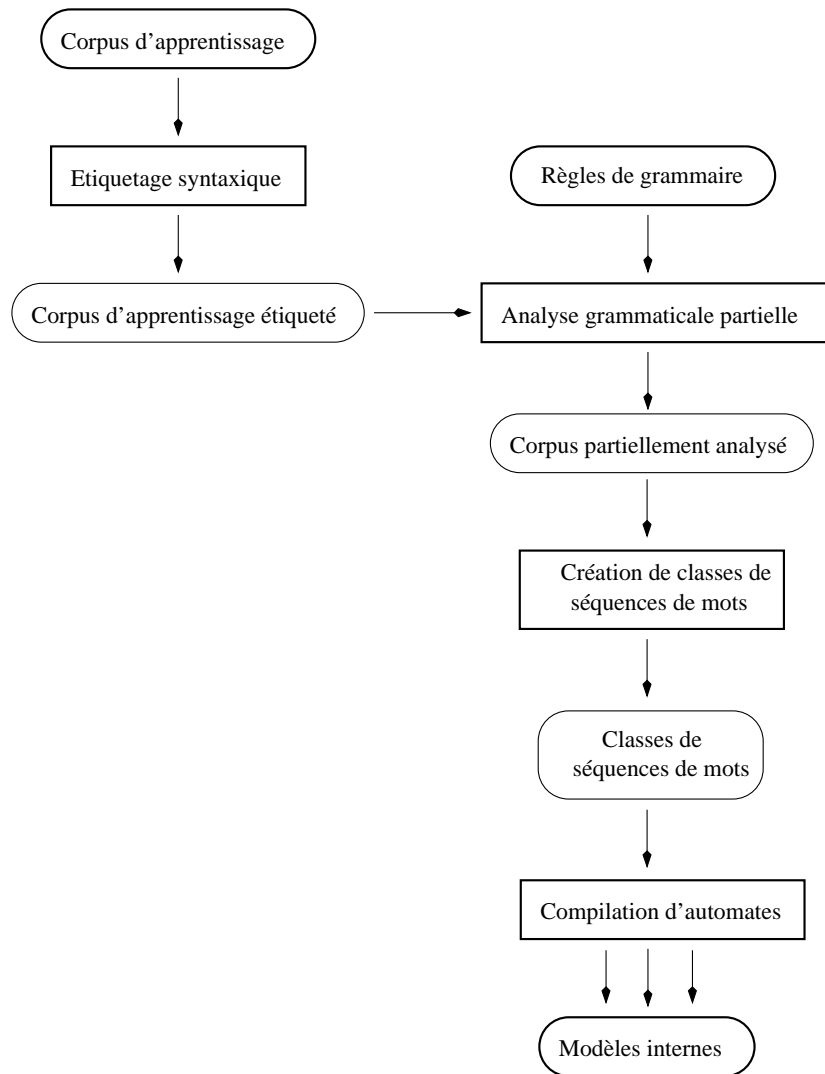 Corpus d'apprentissage
Etiquetage syntaxique
Règles de grammaire
Corpus d'apprentissage étiqueté
Analyse grammaticale partielle
Corpus partiellement analysé
Création de classes de
séquences de mots
Classes de
séquences de mots
Compilation d'automates
Modèles internes